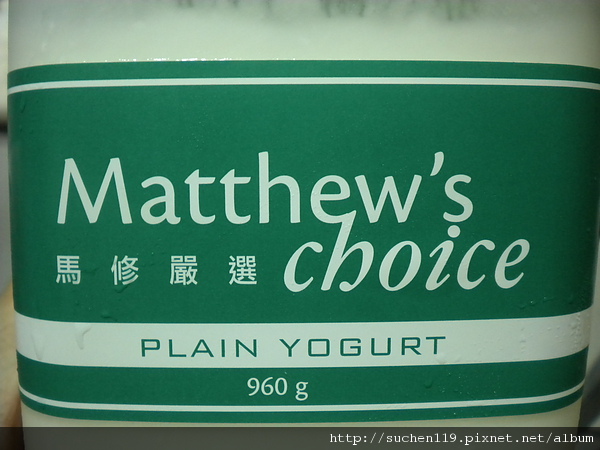 Matthew's
馬修嚴選 choice
PLAIN YOGURT
960 g
http://suchen119.pixnet.net/album